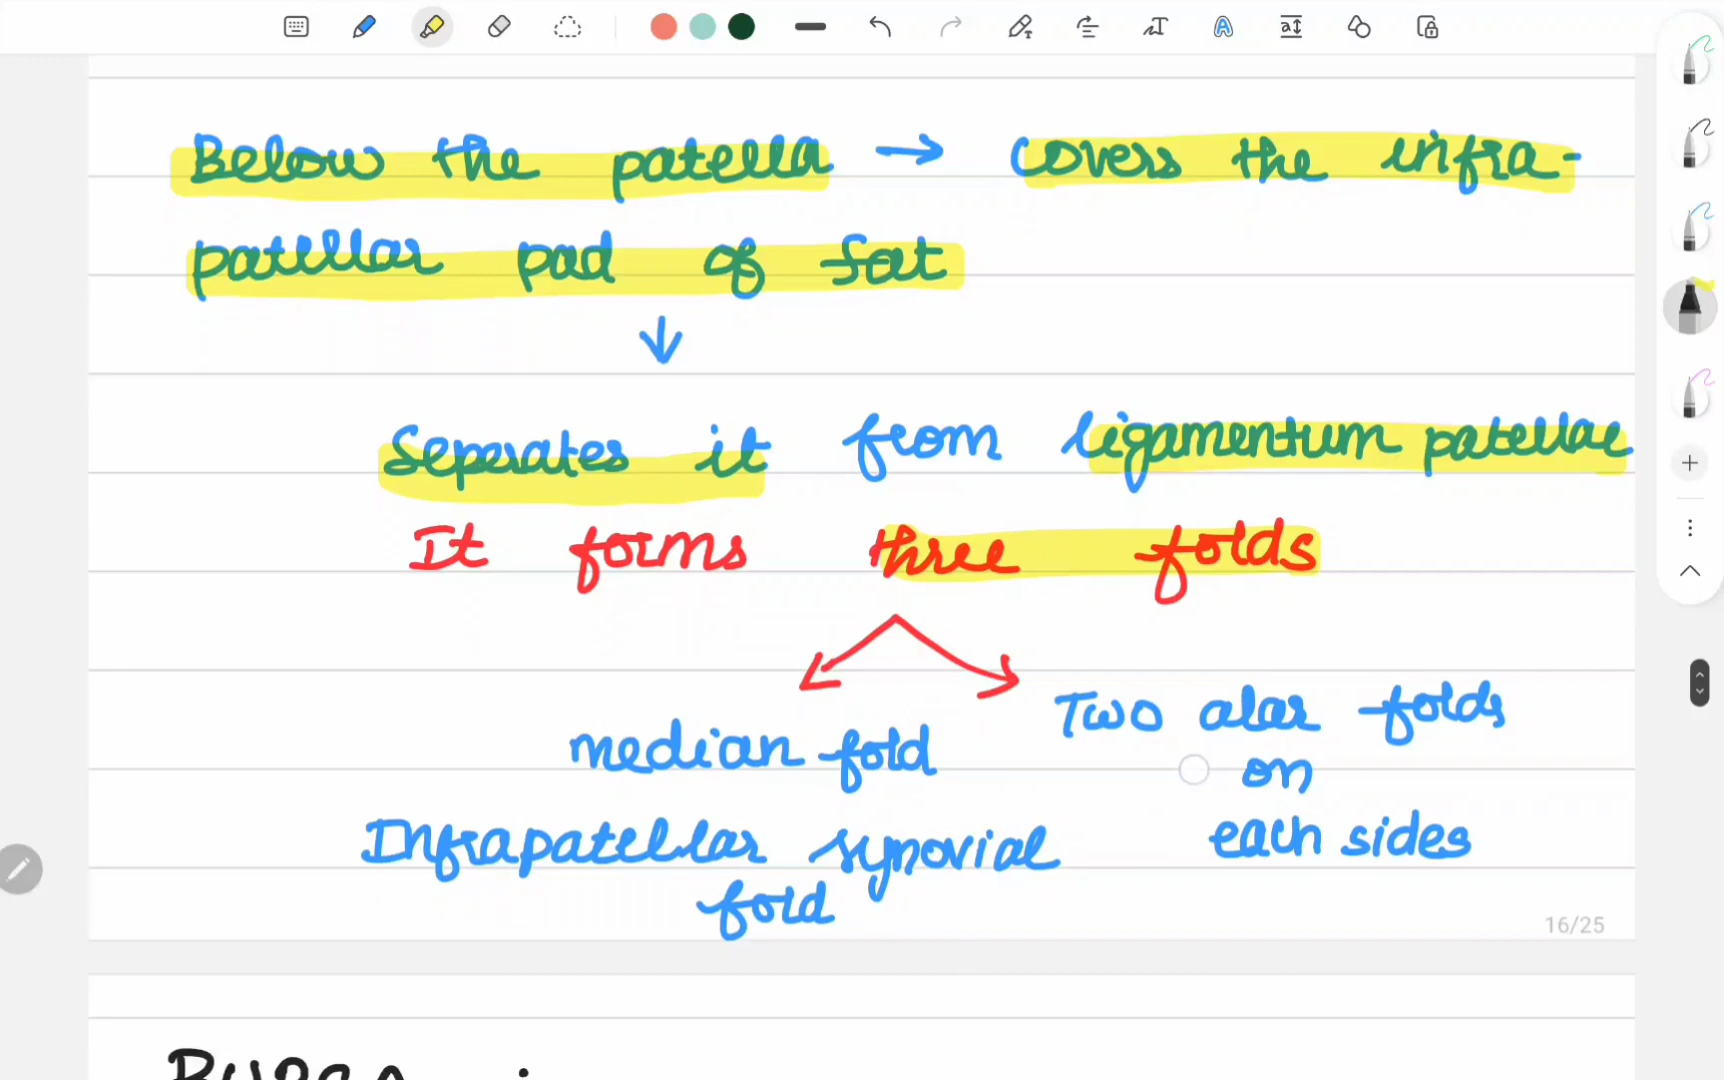 Below the patella → covers the infra-
patellar pad of fat
↓
Seperates it from ligamentum patellae
It forms three folds
median fold
Two alar folds
on
each sides
Infrapatellar synovial
fold
16/25